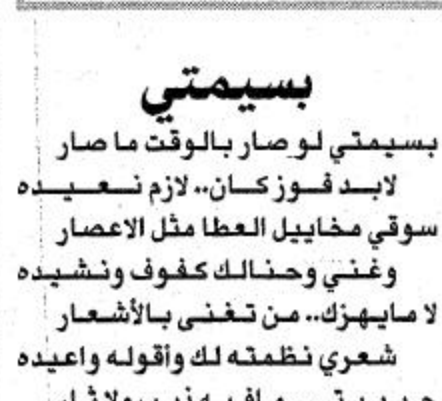 بسيمتي
بسيمتي لو صار بالوقت ما صار
لابد فوز كان.. لازم نعيده
سوقي مخاييل العطا مثل الاعصار
وغني وحنالك كفوف ونشيده
لا مايهزك.. من تغنى بالأشعار
شعري نظمته لك وأقوله واعيده